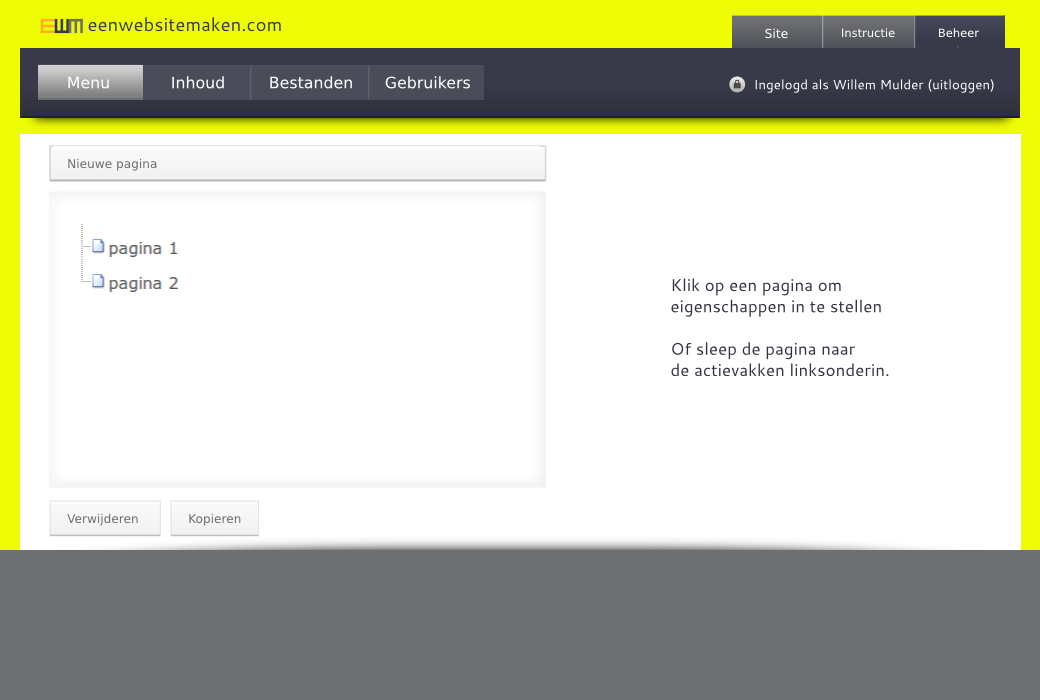 EWM eenwebsitemaken.com
Site
Instructie
Beheer
Menu
Inhoud
Bestanden
Gebruikers
Ingelogd als Willem Mulder (uitloggen)
Nieuwe pagina
pagina 1
pagina 2
Klik op een pagina om
eigenschappen in te stellen
Of sleep de pagina naar
de actievakken linksonderin.
Verwijderen
Kopieren